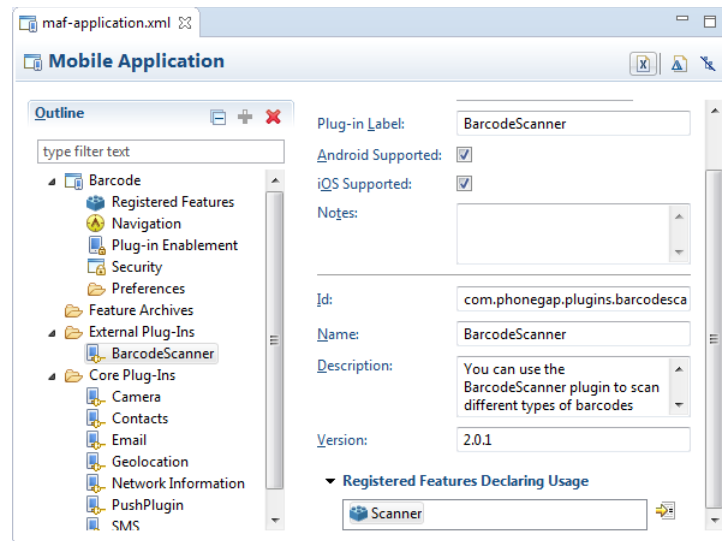 maf-application.xml
Mobile Application
Outline
type filter text
Barcode
Registered Features
Navigation
Plug-in Enablement
Security
Preferences
Feature Archives
External Plug-Ins
BarcodeScanner
Core Plug-Ins
Camera
Contacts
Email
Geolocation
Network Information
PushPlugin
SMS
Plug-in Label: BarcodeScanner
Android Supported:
iOS Supported:
Notes:
Id: com.phonegap.plugins.barcodesca
Name: BarcodeScanner
Description: You can use the
BarcodeScanner plugin to scan
different types of barcodes
Version: 2.0.1
Registered Features Declaring Usage
Scanner